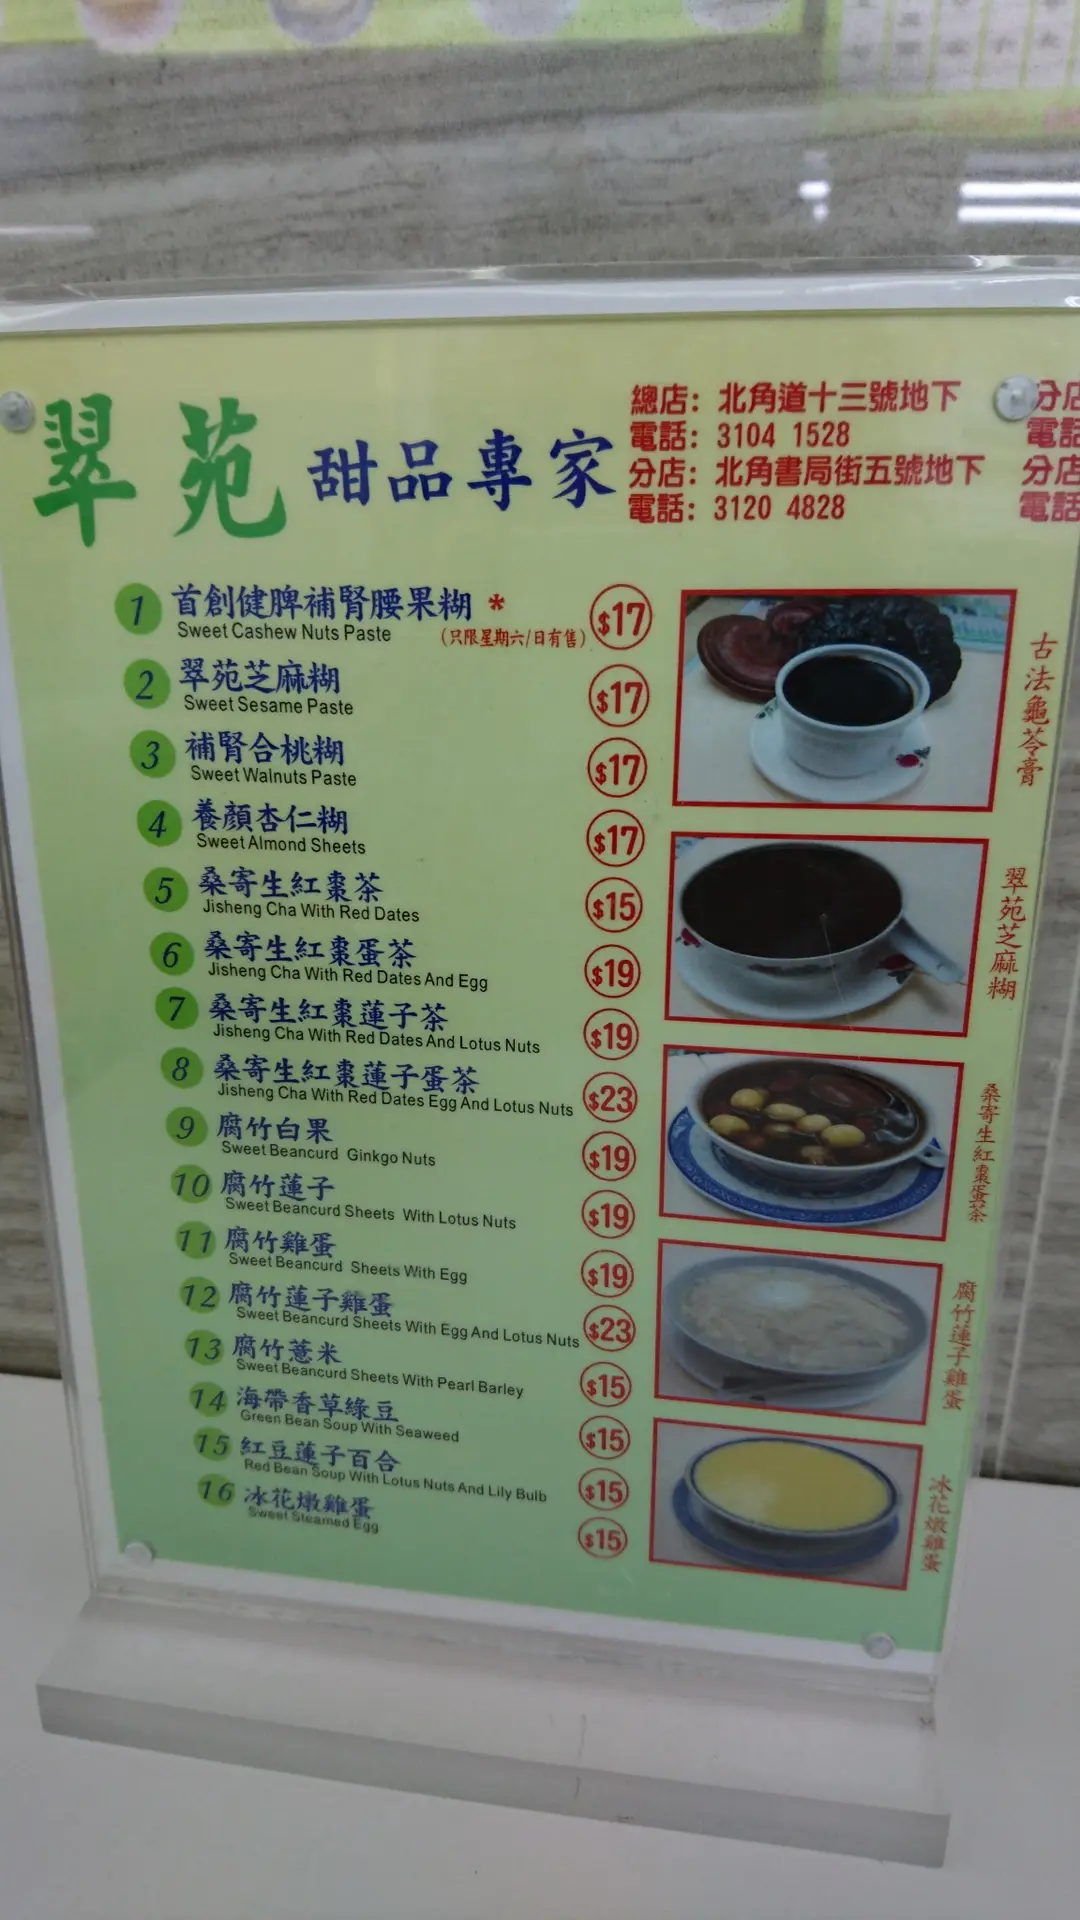 翠苑 甜品專家
總店: 北角道十三號地下
電話: 3104 1528
分店: 北角書局街五號地下
電話: 3120 4828
分店
電話
分店
電話
1 首創健脾補腎腰果糊 * $17
Sweet Cashew Nuts Paste (只限星期六/日有售)
2 翠苑芝麻糊 $17
Sweet Sesame Paste
3 補腎合桃糊 $17
Sweet Walnuts Paste
4 養顏杏仁糊 $17
Sweet Almond Sheets
5 桑寄生紅棗茶 $15
Jisheng Cha With Red Dates
6 桑寄生紅棗蛋茶 $19
Jisheng Cha With Red Dates And Egg
7 桑寄生紅棗蓮子茶 $19
Jisheng Cha With Red Dates And Lotus Nuts
8 桑寄生紅棗蓮子蛋茶 $23
Jisheng Cha With Red Dates Egg And Lotus Nuts
9 腐竹白果 $19
Sweet Beancurd Ginkgo Nuts
10 腐竹蓮子 $19
Sweet Beancurd Sheets With Lotus Nuts
11 腐竹雞蛋 $19
Sweet Beancurd Sheets With Egg
12 腐竹蓮子雞蛋 $23
Sweet Beancurd Sheets With Egg And Lotus Nuts
13 腐竹薏米 $15
Sweet Beancurd Sheets With Pearl Barley
14 海帶香草綠豆 $15
Green Bean Soup With Seaweed
15 紅豆蓮子百合 $15
Red Bean Soup With Lotus Nuts And Lily Bulb
16 冰花燉雞蛋 $15
Sweet Steamed Egg
古法龜苓膏
翠苑芝麻糊
桑寄生紅棗蛋茶
腐竹蓮子雞蛋
冰花燉雞蛋